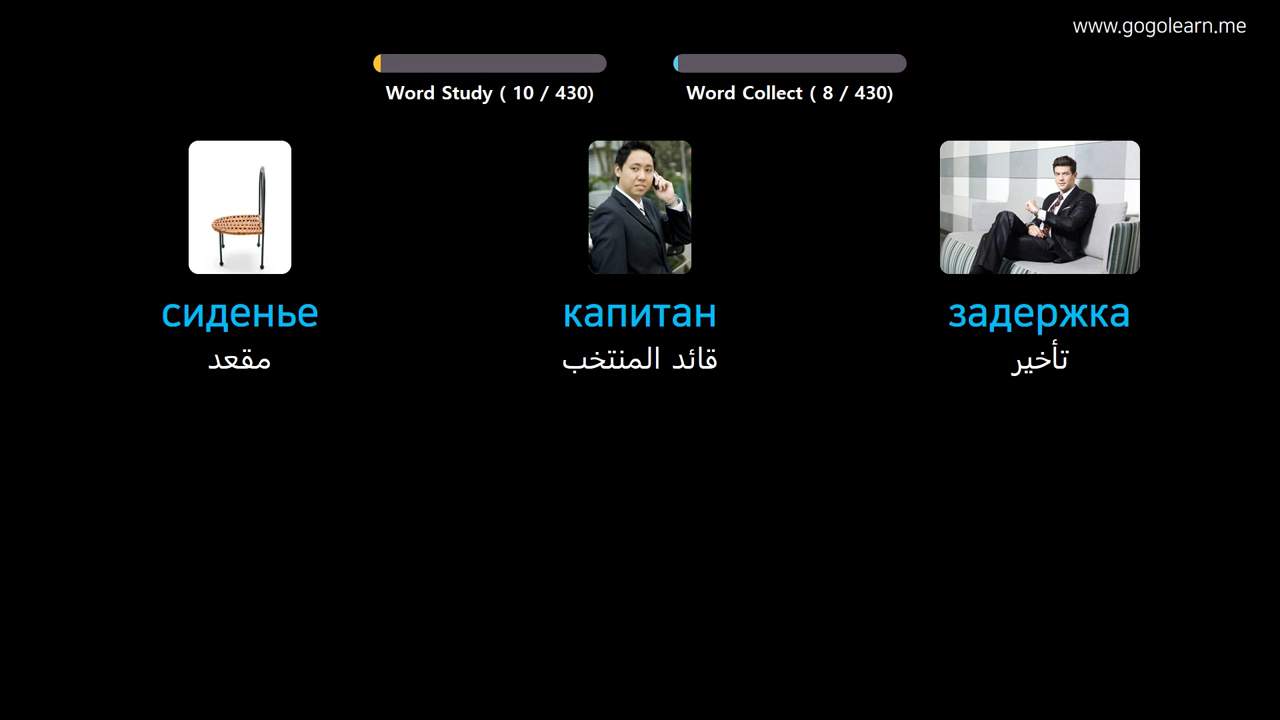 www.gogolearn.me
Word Study ( 10 / 430)
Word Collect ( 8 / 430)
сиденье
капитан
задержка
مقعد
قائد المنتخب
تأخير